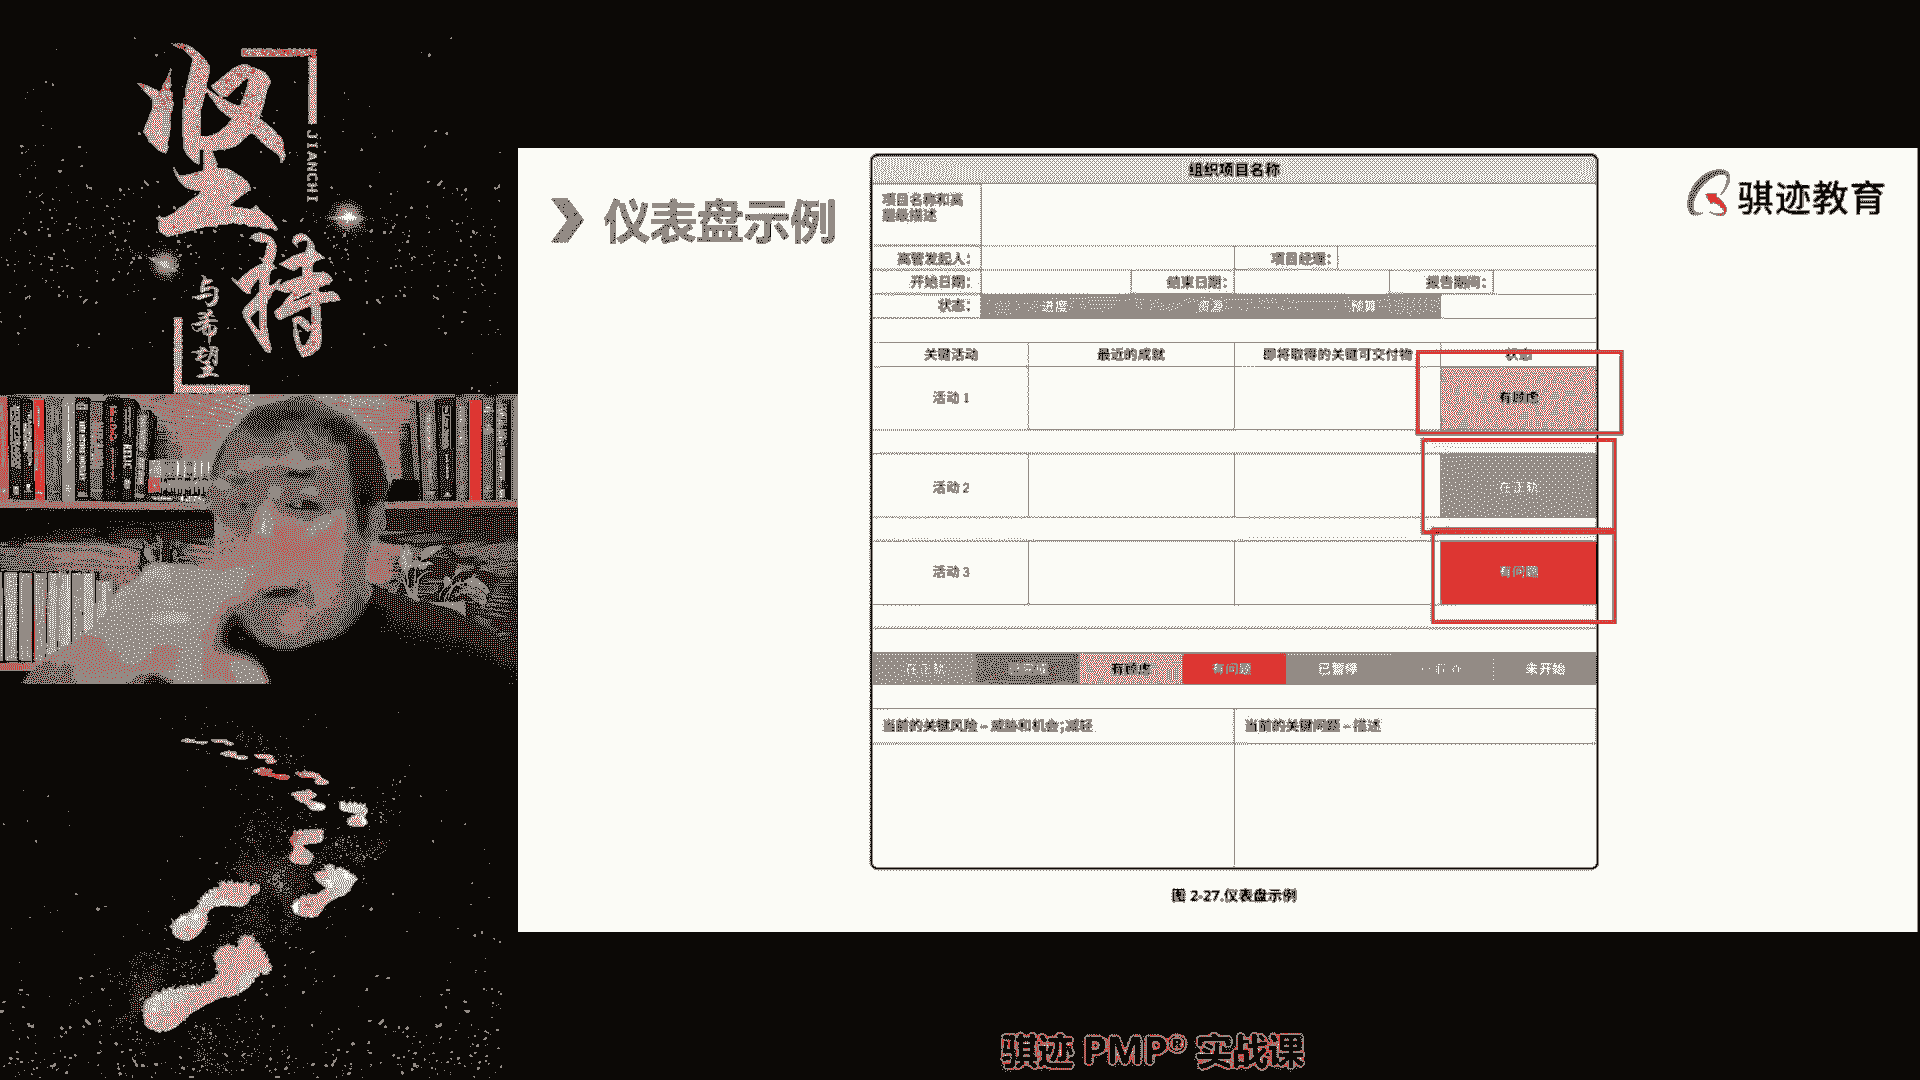 坚持
JIANCHI
与希望
仪表盘示例
骐迹教育
组织项目名称
项目名称和高
层级描述
高管发起人：
项目经理：
开始日期：
结束日期：
报告期间：
状态：
进度
资源
预算
关键活动
最近的成就
即将取得的关键可交付物
状态
活动 1
有顾虑
活动 2
在正轨
活动 3
有问题
在正轨
已完成
有顾虑
有问题
已暂停
未开始
当前的关键风险 – 威胁和机会;减轻
当前的关键问题 – 描述
图 2-27.仪表盘示例
骐迹 PMP® 实战课